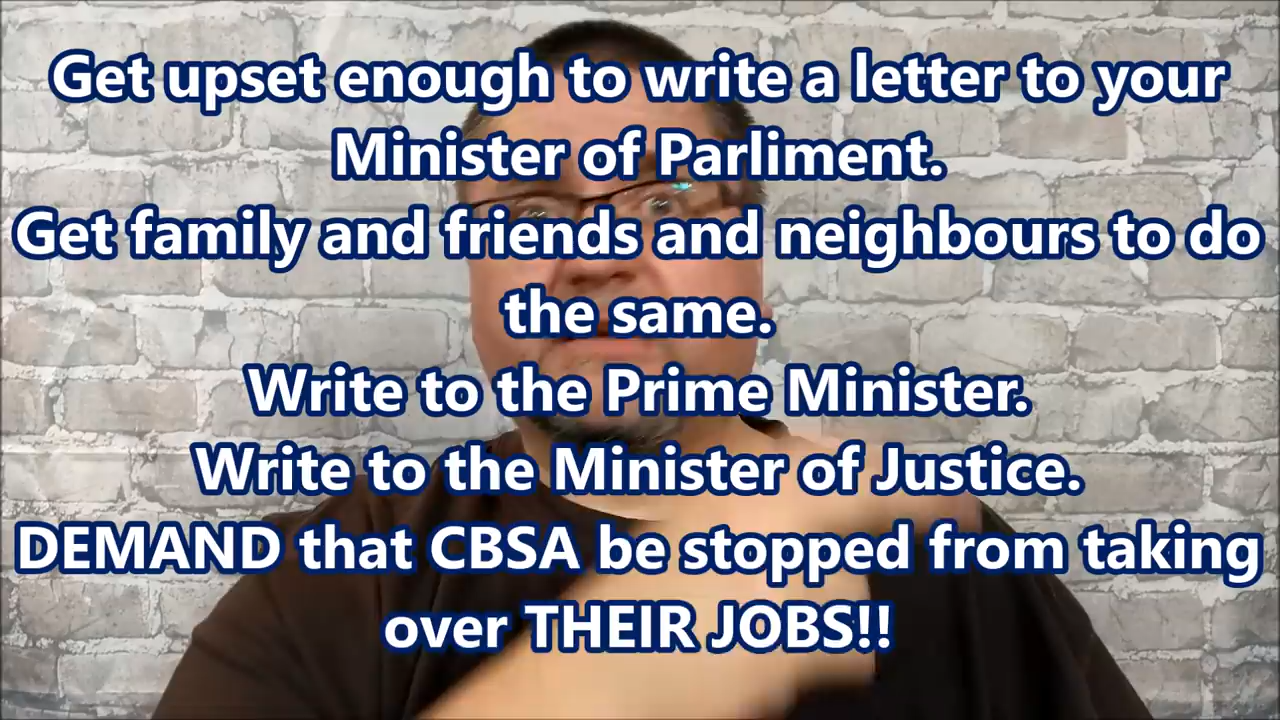 Get upset enough to write a letter to your
Minister of Parliment.
Get family and friends and neighbours to do
the same.
Write to the Prime Minister.
Write to the Minister of Justice.
DEMAND that CBSA be stopped from taking
over THEIR JOBS!!